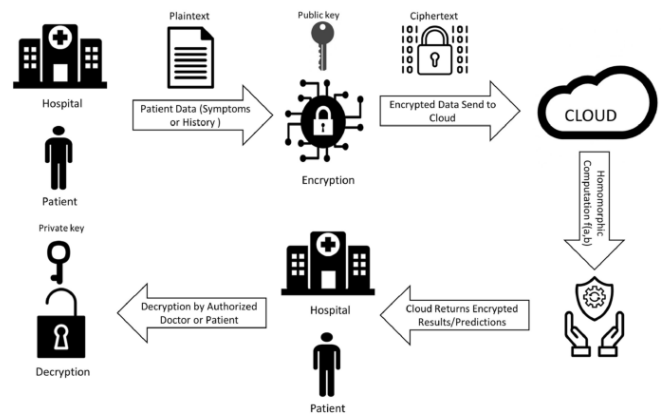 Plaintext
Public key
Ciphertext
Hospital
Patient Data (Symptoms
or History )
Encrypted Data Send to
Cloud
CLOUD
Encryption
Patient
Homomorphic
Computation f(a,b)
Private key
Decryption by Authorized
Doctor or Patient
Hospital
Cloud Returns Encrypted
Results/Predictions
Decryption
Patient